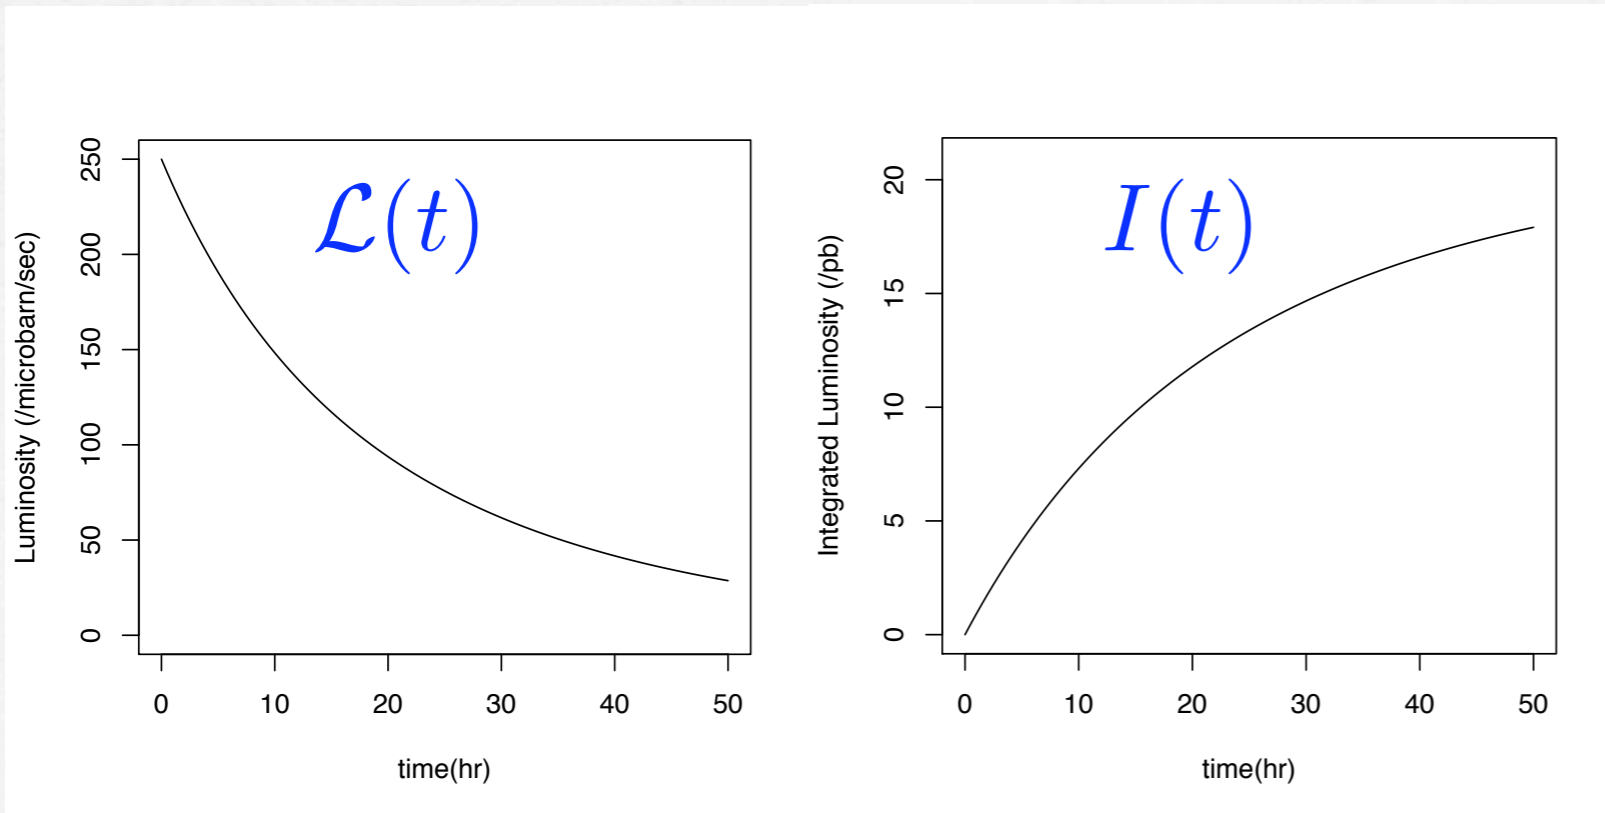 ℒ(t)
Luminosity (/microbarn/sec)
250
200
150
100
50
0
0 10 20 30 40 50
time(hr)
I(t)
Integrated Luminosity (/pb)
20
15
10
5
0
0 10 20 30 40 50
time(hr)